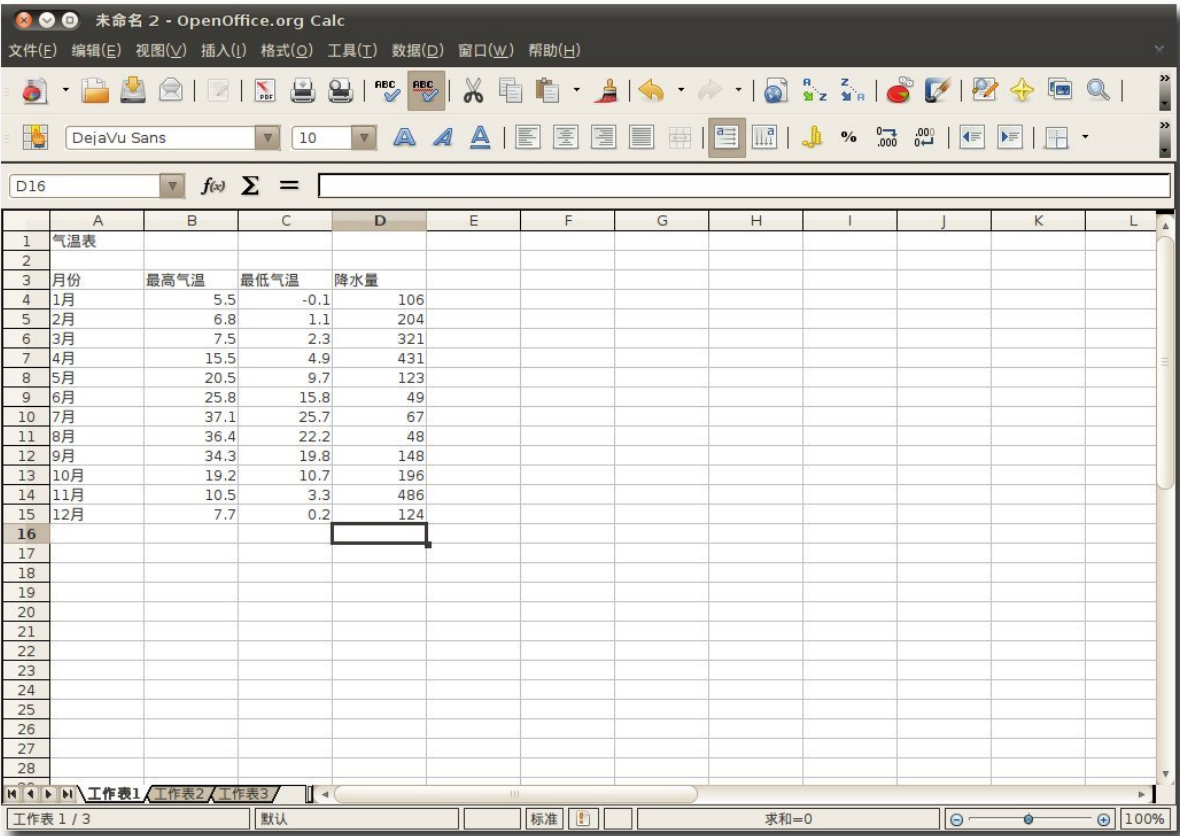 未命名 2 - OpenOffice.org Calc
文件(F) 编辑(E) 视图(V) 插入(I) 格式(O) 工具(T) 数据(D) 窗口(W) 帮助(H)
DejaVu Sans 10
D16 f(x) Σ =
A B C D E F G H I J K L
1 气温表
2
3 月份 最高气温 最低气温 降水量
4 1月 5.5 -0.1 106
5 2月 6.8 1.1 204
6 3月 7.5 2.3 321
7 4月 15.5 4.9 431
8 5月 20.5 9.7 123
9 6月 25.8 15.8 49
10 7月 37.1 25.7 67
11 8月 36.4 22.2 48
12 9月 34.3 19.8 148
13 10月 19.2 10.7 196
14 11月 10.5 3.3 486
15 12月 7.7 0.2 124
16
17
18
19
20
21
22
23
24
25
26
27
28
工作表1 工作表2 工作表3
工作表 1 / 3 默认 标准 求和=0 100%